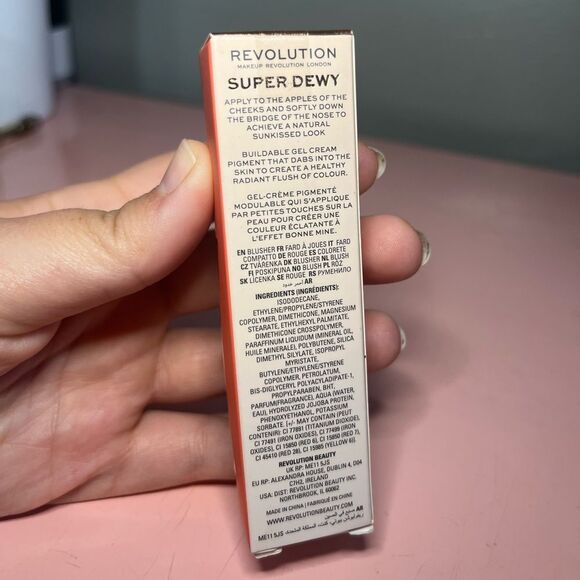 REVOLUTION
MAKEUP REVOLUTION LONDON
SUPER DEWY
APPLY TO THE APPLES OF THE
CHEEKS AND SOFTLY DOWN
THE BRIDGE OF THE NOSE TO
ACHIEVE A NATURAL
SUNKISSED LOOK
BUILDABLE GEL CREAM
PIGMENT THAT DABS INTO THE
SKIN TO CREATE A HEALTHY
RADIANT FLUSH OF COLOUR.
GEL-CRÈME PIGMENTÉ
MODULABLE QUI S'APPLIQUE
PAR PETITES TOUCHES SUR LA
PEAU POUR CRÉER UNE
COULEUR ÉCLATANTE À
L'EFFET BONNE MINE.
EN BLUSHER FR FARD À JOUES IT FARD
COMPATTO DE ROUGE ES COLORETE
CZ TVÁŘENKA DK BLUSHER NL BLUSH
FI POSKIPUNA NO BLUSH PL RÓŻ
SK LÍCENKA SE ROUGE RS РУМЕНИЛО
AR أحمر خدود
INGREDIENTS (INGRÉDIENTS):
ISODODECANE,
ETHYLENE/PROPYLENE/STYRENE
COPOLYMER, DIMETHICONE, MAGNESIUM
STEARATE, ETHYLHEXYL PALMITATE,
DIMETHICONE CROSSPOLYMER,
PARAFFINUM LIQUIDUM (MINERAL OIL,
HUILE MINERALE), POLYBUTENE, SILICA
DIMETHYL SILYLATE, ISOPROPYL
MYRISTATE,
BUTYLENE/ETHYLENE/STYRENE
COPOLYMER, PETROLATUM,
BIS-DIGLYCERYL POLYACYLADIPATE-1,
PROPYLPARABEN, BHT,
PARFUM(FRAGRANCE), AQUA (WATER,
EAU), HYDROLYZED JOJOBA PROTEIN,
PHENOXYETHANOL, POTASSIUM
SORBATE. [+/- MAY CONTAIN (PEUT
CONTENIR): CI 77891 (TITANIUM DIOXIDE),
CI 77491 (IRON OXIDES), CI 77499 (IRON
OXIDES), CI 15850 (RED 6), CI 15850 (RED 7),
CI 45410 (RED 28), CI 15985 (YELLOW 6)].
REVOLUTION BEAUTY
UK RP: ME11 5JS
EU RP: ALEXANDRA HOUSE, DUBLIN 4, D04
C7H2, IRELAND
USA: DIST: REVOLUTION BEAUTY INC.
NORTHBROOK, IL 60062
MADE IN CHINA | FABRIQUÉ EN CHINE
WWW.REVOLUTIONBEAUTY.COM
AR صنع في الصين
ME11 5JS